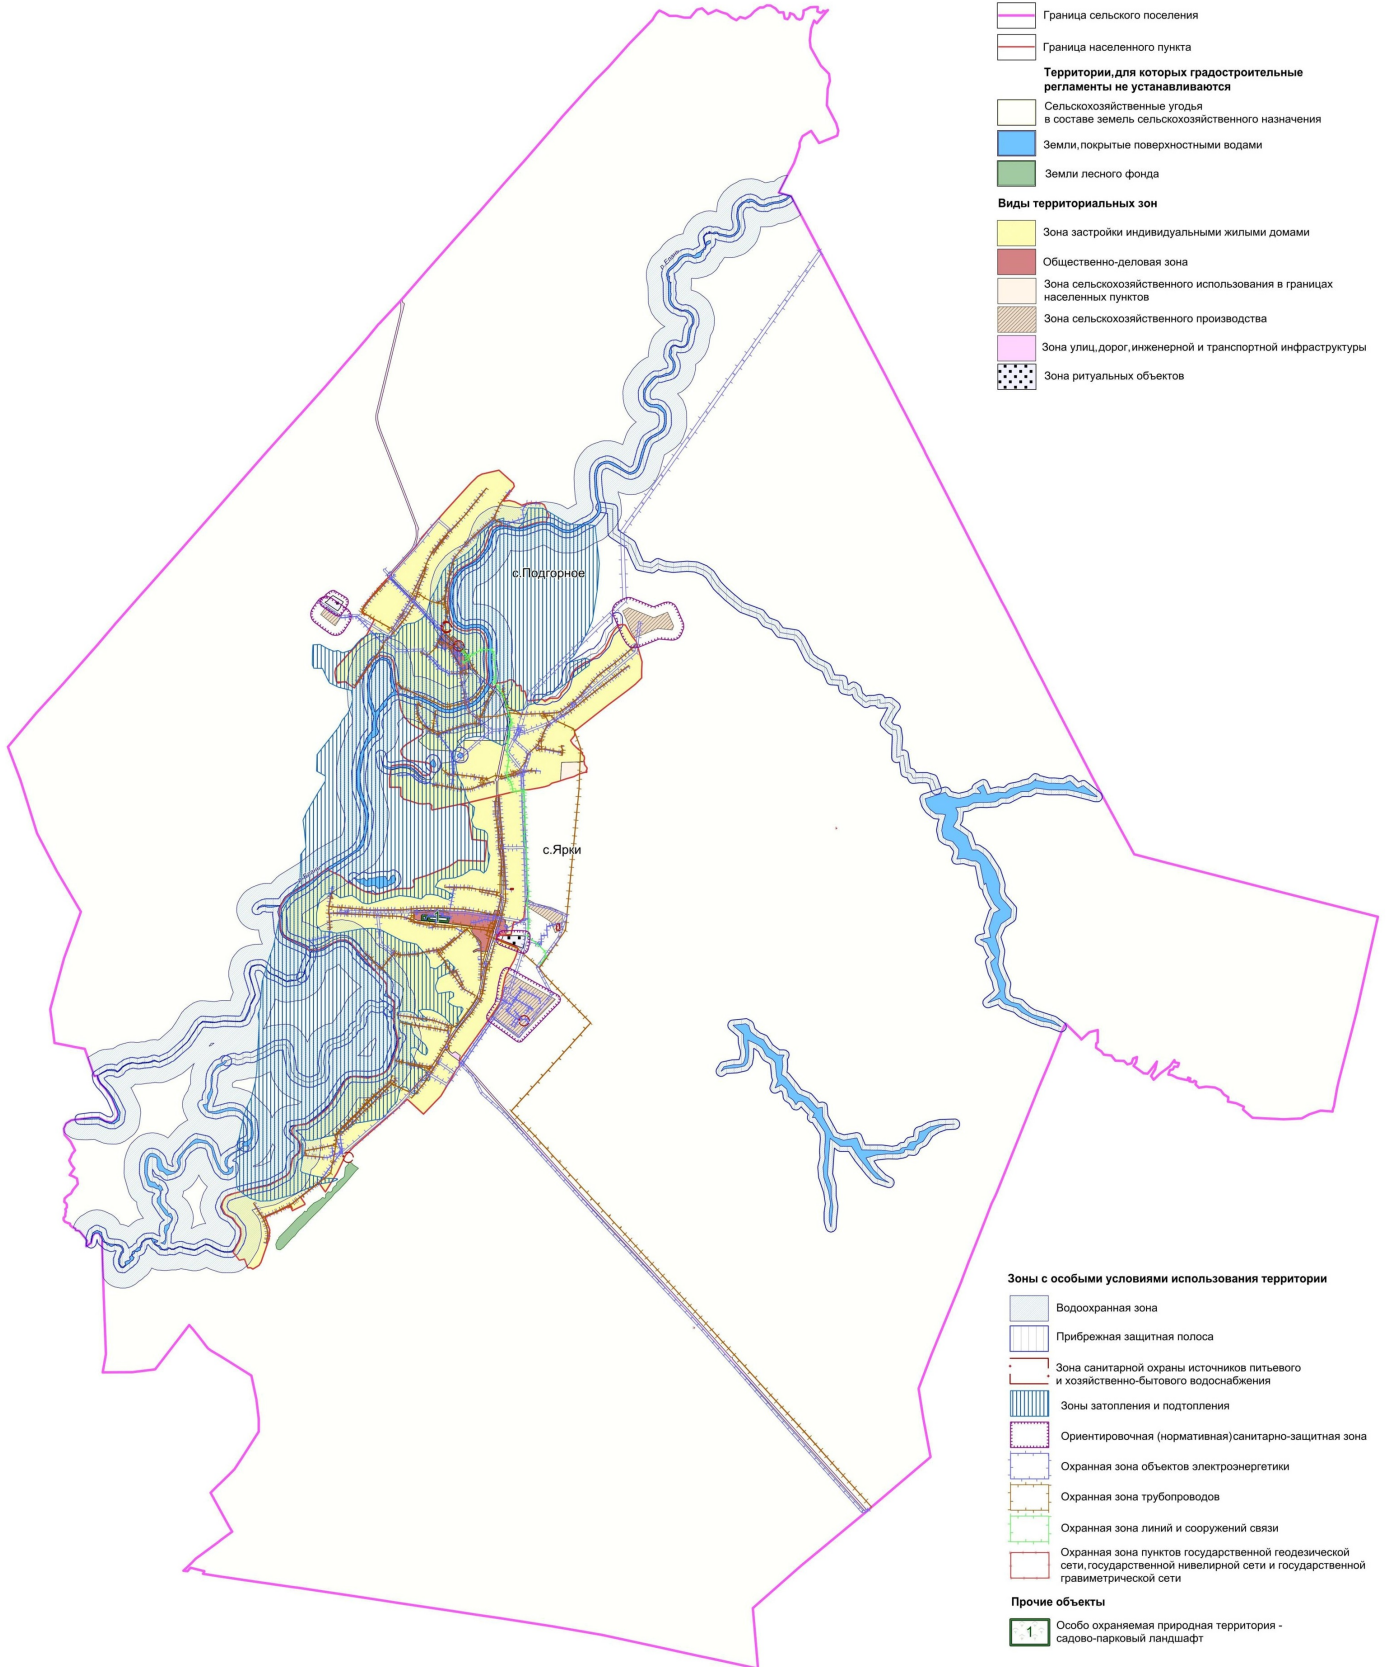 Граница сельского поселения
Граница населенного пункта
Территории,для которых градостроительные
регламенты не устанавливаются
Сельскохозяйственные угодья
в составе земель сельскохозяйственного назначения
Земли,покрытые поверхностными водами
Земли лесного фонда
Виды территориальных зон
Зона застройки индивидуальными жилыми домами
Общественно-деловая зона
Зона сельскохозяйственного использования в границах
населенных пунктов
Зона сельскохозяйственного производства
Зона улиц,дорог,инженерной и транспортной инфраструктуры
Зона ритуальных объектов
с.Подгорное
с.Ярки
Зоны с особыми условиями использования территории
Водоохранная зона
Прибрежная защитная полоса
Зона санитарной охраны источников питьевого
и хозяйственно-бытового водоснабжения
Зоны затопления и подтопления
Ориентировочная (нормативная)санитарно-защитная зона
Охранная зона объектов электроэнергетики
Охранная зона трубопроводов
Охранная зона линий и сооружений связи
Охранная зона пунктов государственной геодезической
сети,государственной нивелирной сети и государственной
гравиметрической сети
Прочие объекты
1
Особо охраняемая природная территория -
садово-парковый ландшафт